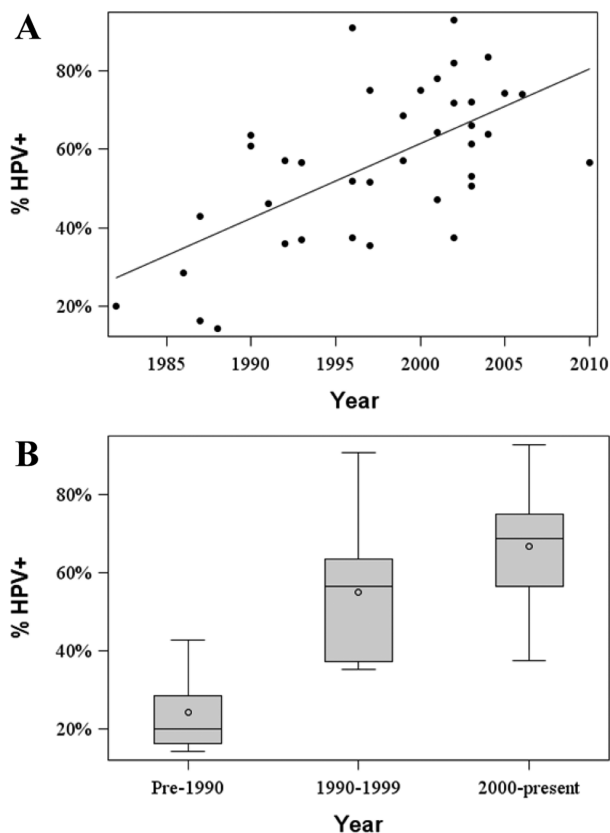 A
80%
60%
40%
20%
% HPV+
1985 1990 1995 2000 2005 2010
Year
B
80%
60%
40%
20%
% HPV+
Pre-1990 1990-1999 2000-present
Year